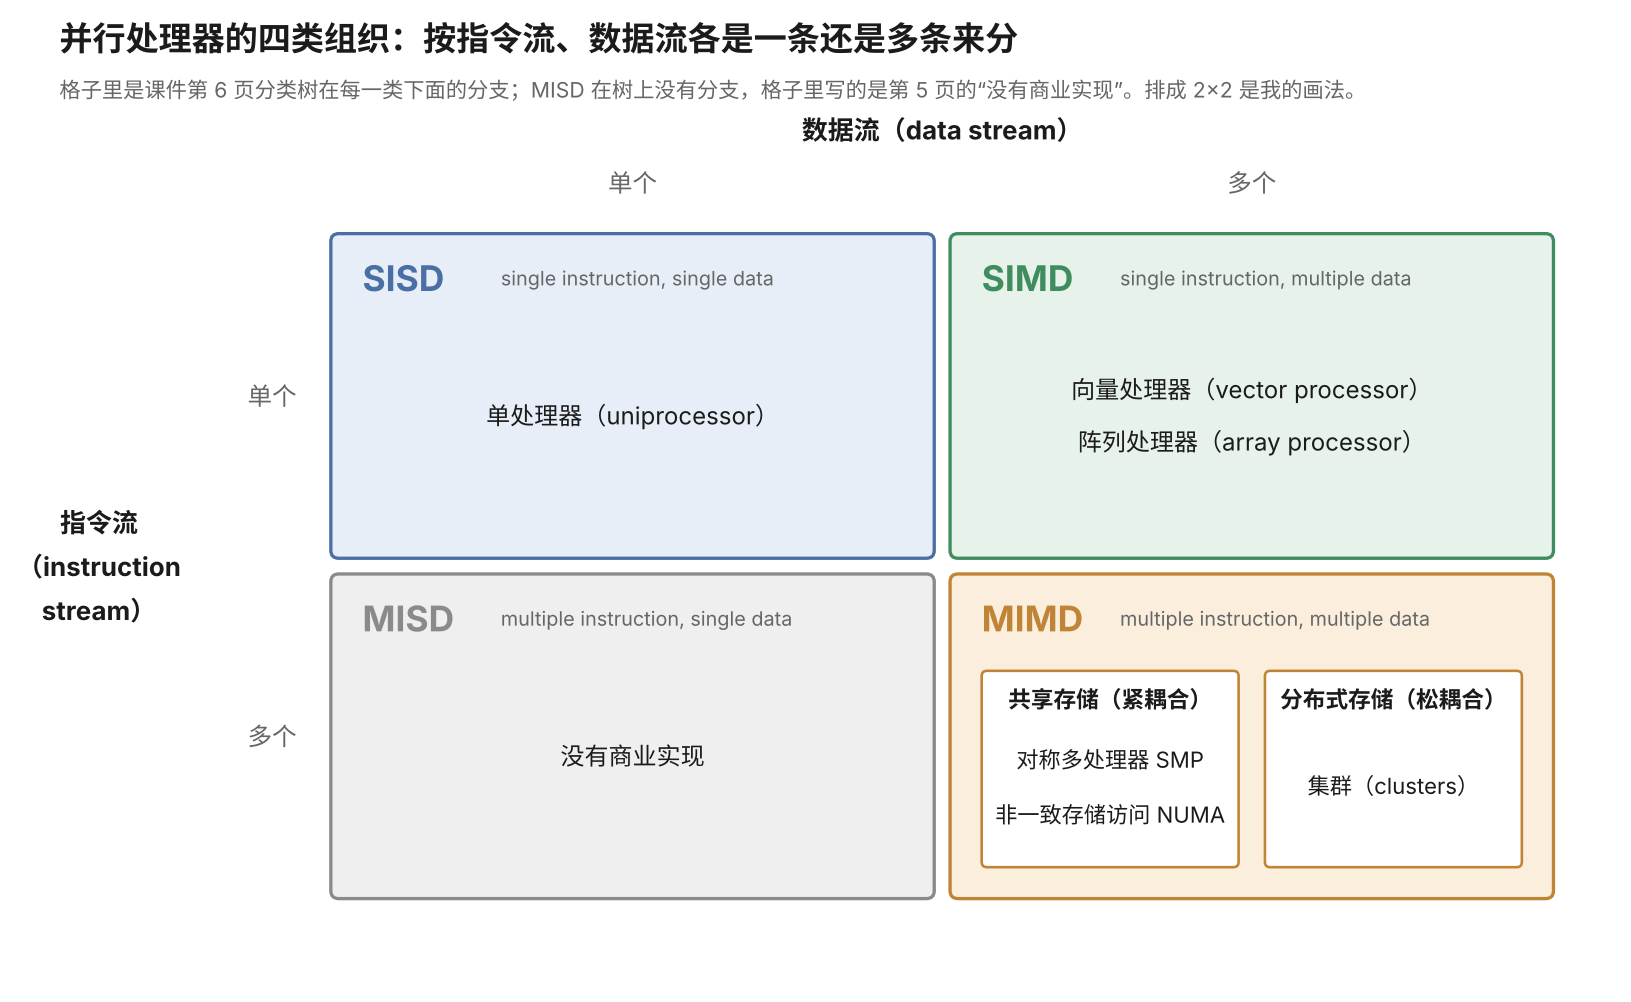 并行处理器的四类组织：按指令流、数据流各是一条还是多条来分
格子里是课件第 6 页分类树在每一类下面的分支；MISD 在树上没有分支，格子里写的是第 5 页的“没有商业实现”。排成 2×2 是我的画法。
数据流（data stream）
单个
多个
SISD
single instruction, single data
SIMD
single instruction, multiple data
单个
单处理器（uniprocessor）
向量处理器（vector processor）
阵列处理器（array processor）
指令流
（instruction
stream）
MISD
multiple instruction, single data
MIMD
multiple instruction, multiple data
多个
没有商业实现
共享存储（紧耦合）
对称多处理器 SMP
非一致存储访问 NUMA
分布式存储（松耦合）
集群（clusters）